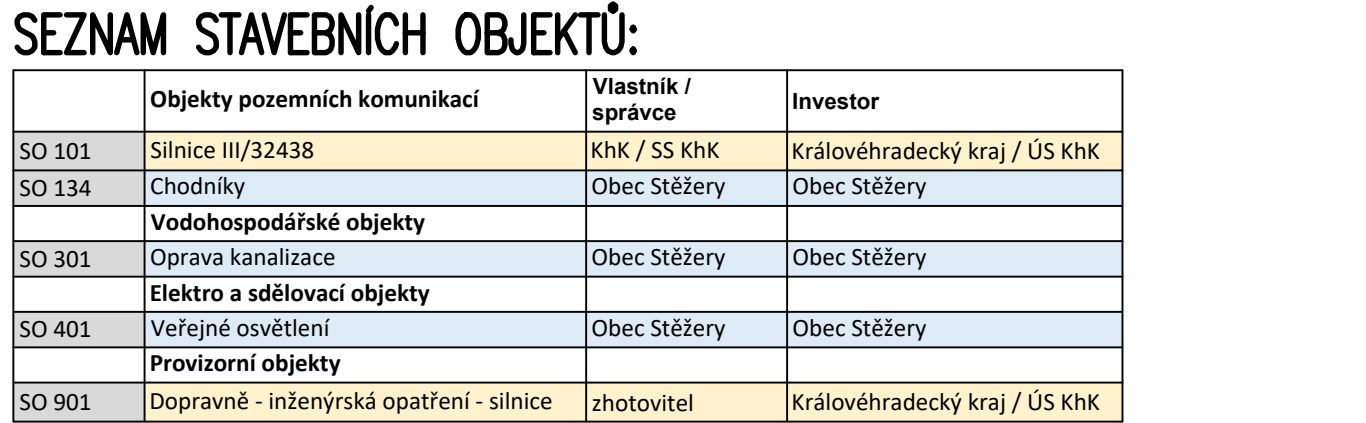 SEZNAM STAVEBNÍCH OBJEKTŮ:
Objekty pozemních komunikací Vlastník / správce Investor
SO 101 Silnice III/32438 KhK / SS KhK Královéhradecký kraj / ÚS KhK
SO 134 Chodníky Obec Stěžery Obec Stěžery
Vodohospodářské objekty
SO 301 Oprava kanalizace Obec Stěžery Obec Stěžery
Elektro a sdělovací objekty
SO 401 Veřejné osvětlení Obec Stěžery Obec Stěžery
Provizorní objekty
SO 901 Dopravně - inženýrská opatření - silnice zhotovitel Královéhradecký kraj / ÚS KhK